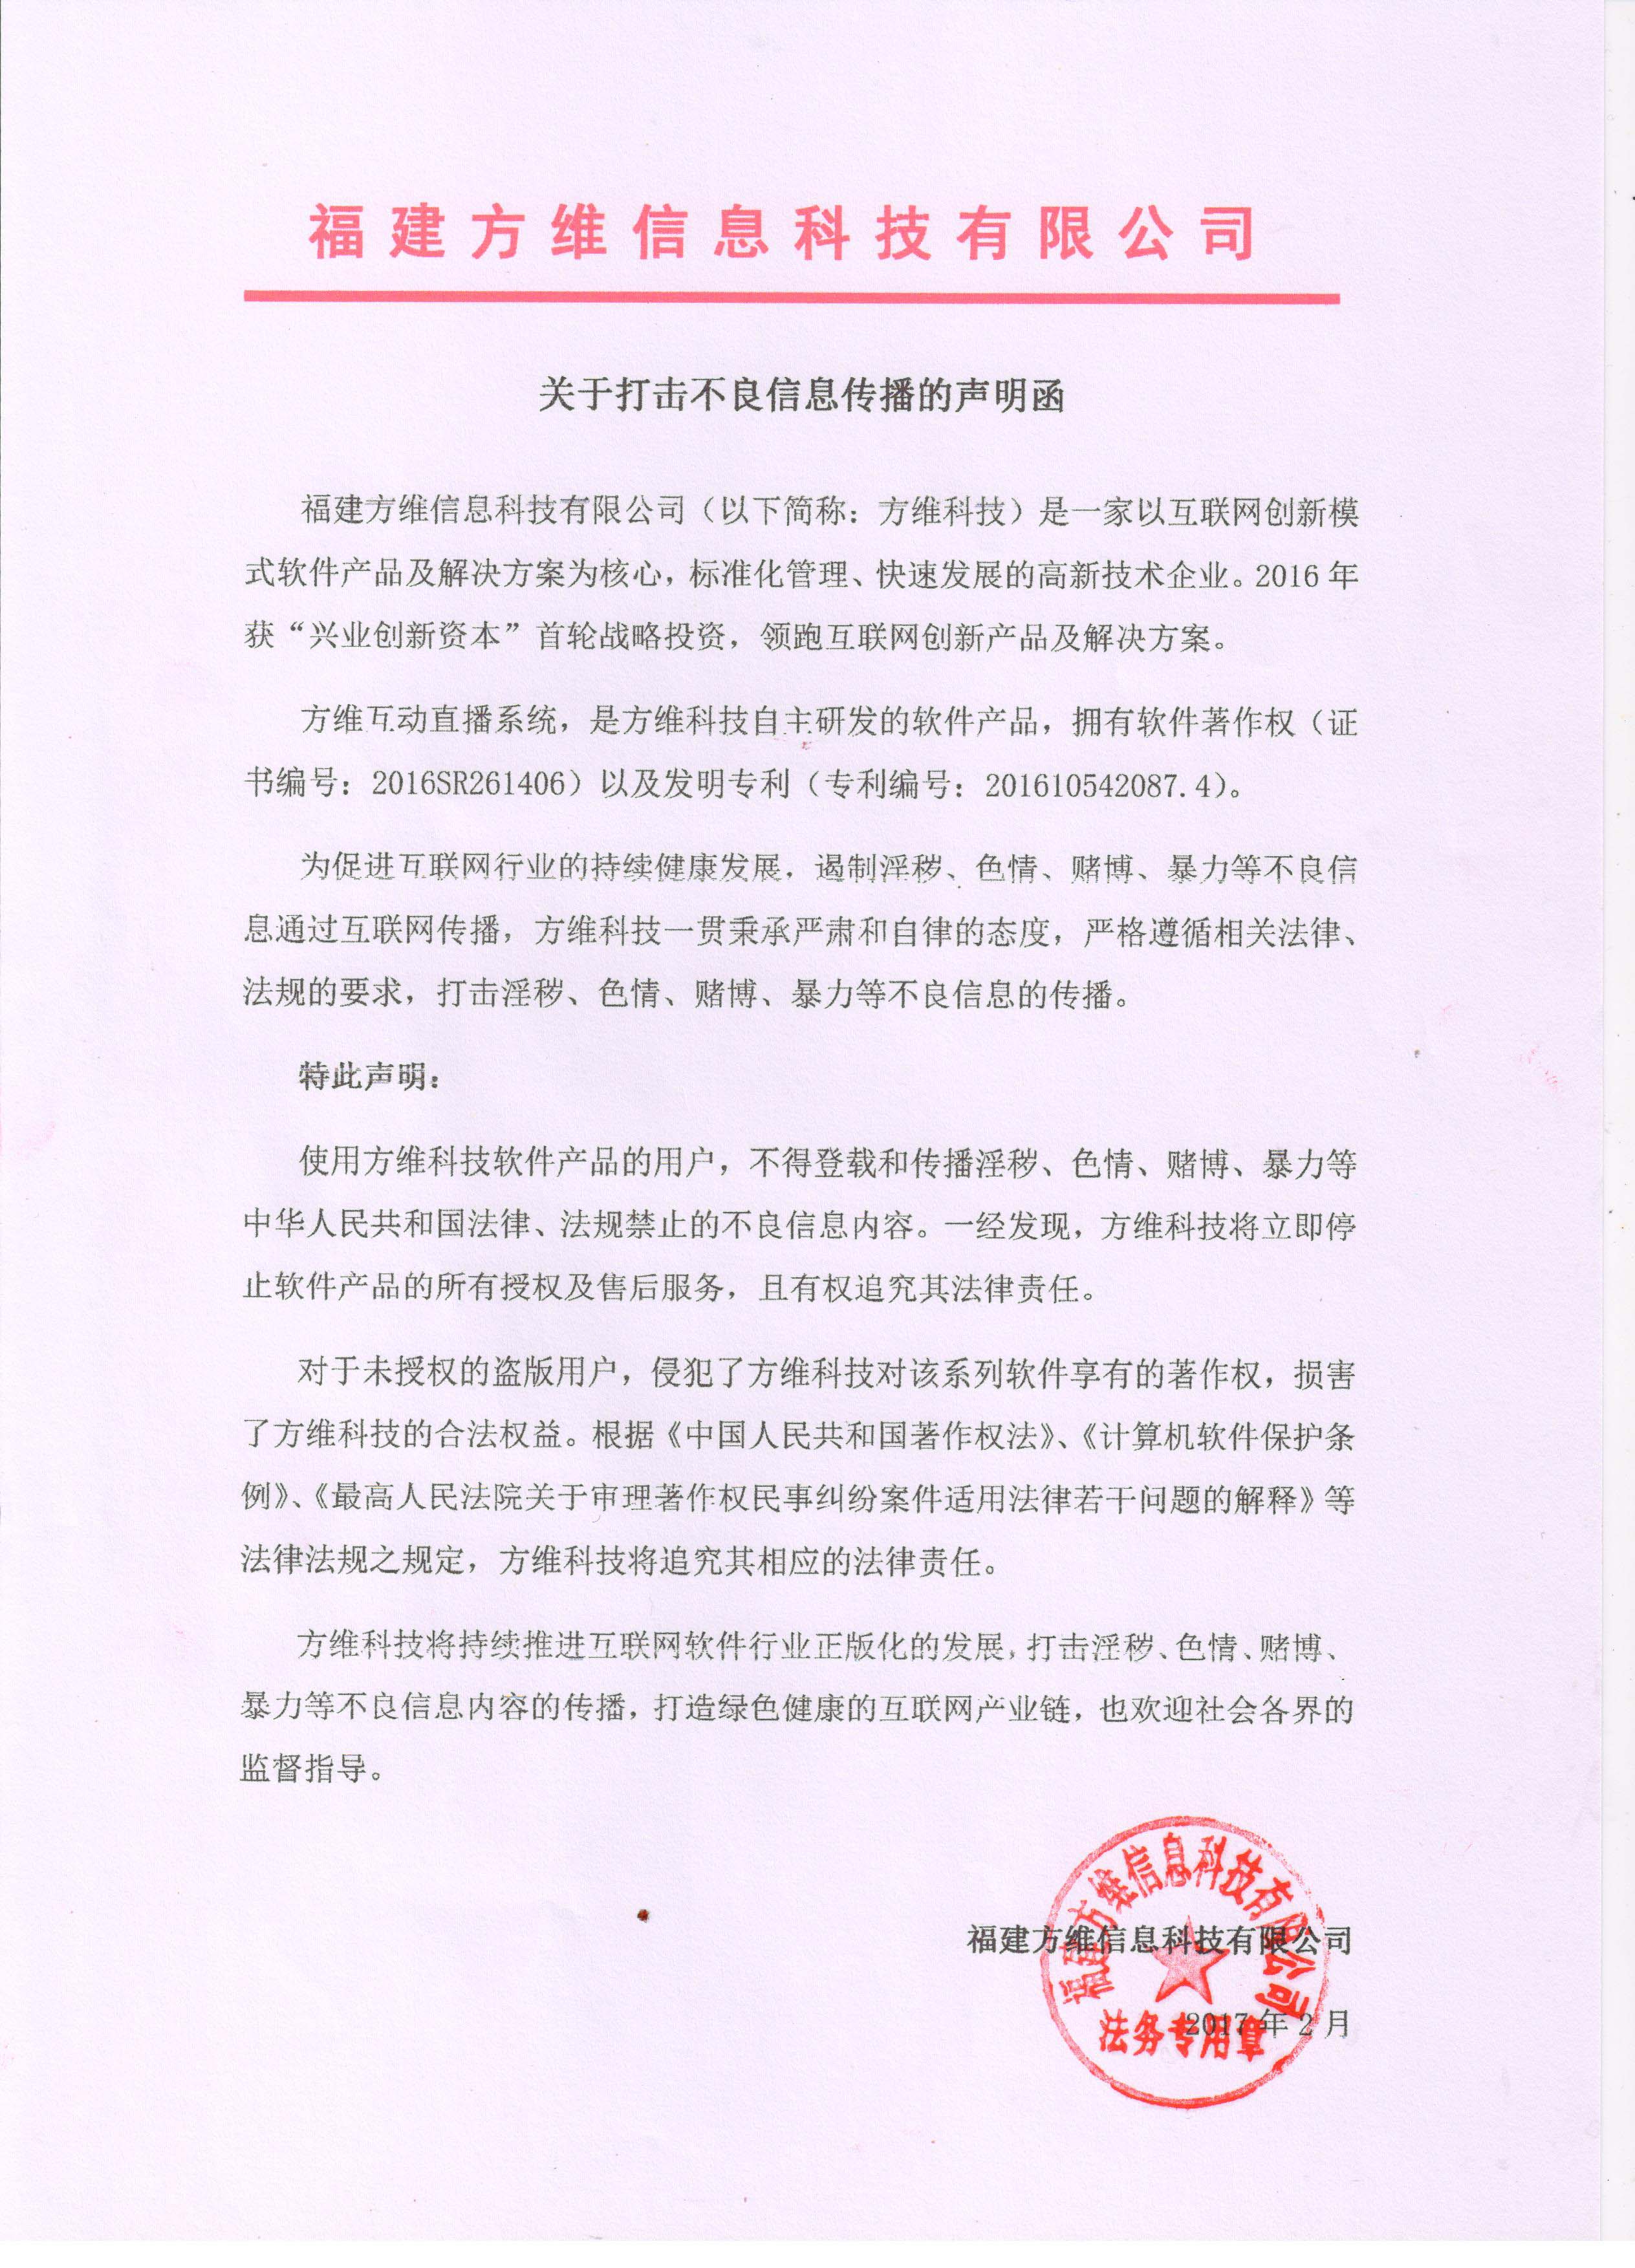 福建方维信息科技有限公司
关于打击不良信息传播的声明函
福建方维信息科技有限公司（以下简称：方维科技）是一家以互联网创新模
式软件产品及解决方案为核心，标准化管理、快速发展的高新技术企业。2016年
获“兴业创新资本”首轮战略投资，领跑互联网创新产品及解决方案。
方维互动直播系统，是方维科技自主研发的软件产品，拥有软件著作权（证
书编号：2016SR261406）以及发明专利（专利编号：201610542087.4）。
为促进互联网行业的持续健康发展，遏制淫秽、色情、赌博、暴力等不良信
息通过互联网传播，方维科技一贯秉承严肃和自律的态度，严格遵循相关法律、
法规的要求，打击淫秽、色情、赌博、暴力等不良信息的传播。
特此声明：
使用方维科技软件产品的用户，不得登载和传播淫秽、色情、赌博、暴力等
中华人民共和国法律、法规禁止的不良信息内容。一经发现，方维科技将立即停
止软件产品的所有授权及售后服务，且有权追究其法律责任。
对于未授权的盗版用户，侵犯了方维科技对该系列软件享有的著作权，损害
了方维科技的合法权益。根据《中国人民共和国著作权法》、《计算机软件保护条
例》、《最高人民法院关于审理著作权民事纠纷案件适用法律若干问题的解释》等
法律法规之规定，方维科技将追究其相应的法律责任。
方维科技将持续推进互联网软件行业正版化的发展，打击淫秽、色情、赌博、
暴力等不良信息内容的传播，打造绿色健康的互联网产业链，也欢迎社会各界的
监督指导。
福建方维信息科技有限公司
2017年2月
福建方维信息科技有限公司
法务专用章